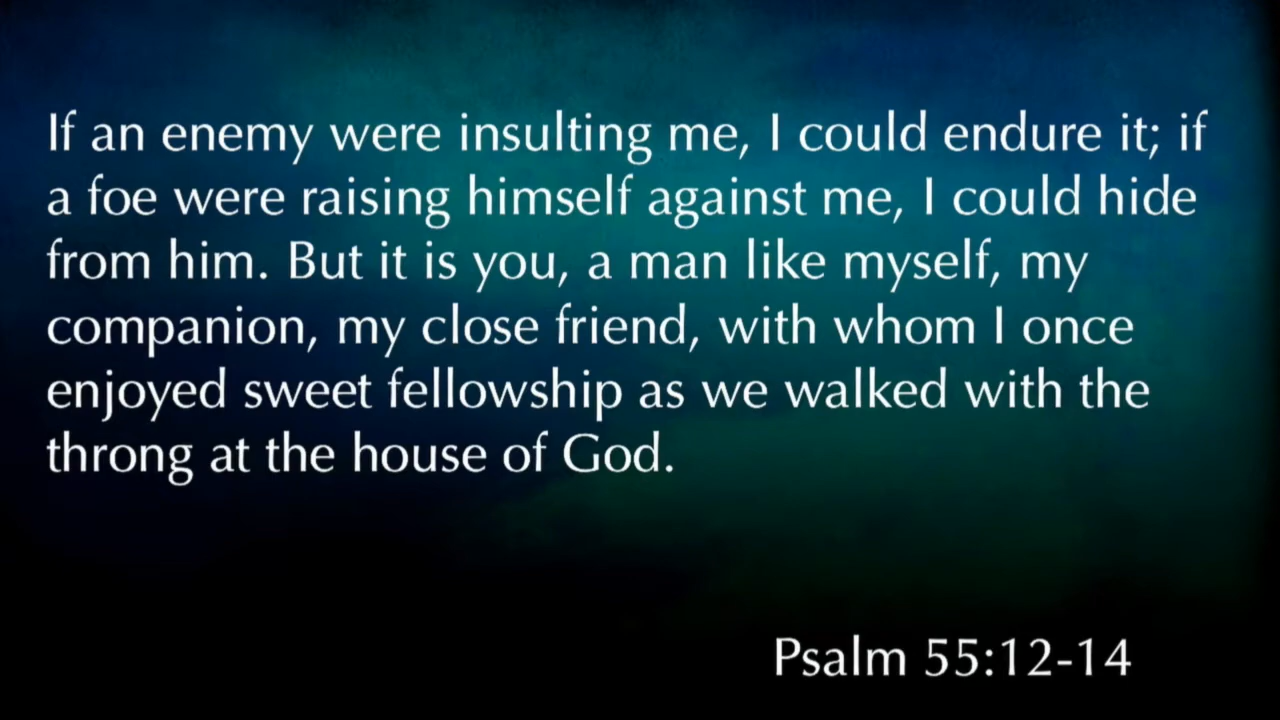 If an enemy were insulting me, I could endure it; if
a foe were raising himself against me, I could hide
from him. But it is you, a man like myself, my
companion, my close friend, with whom I once
enjoyed sweet fellowship as we walked with the
throng at the house of God.
Psalm 55:12-14